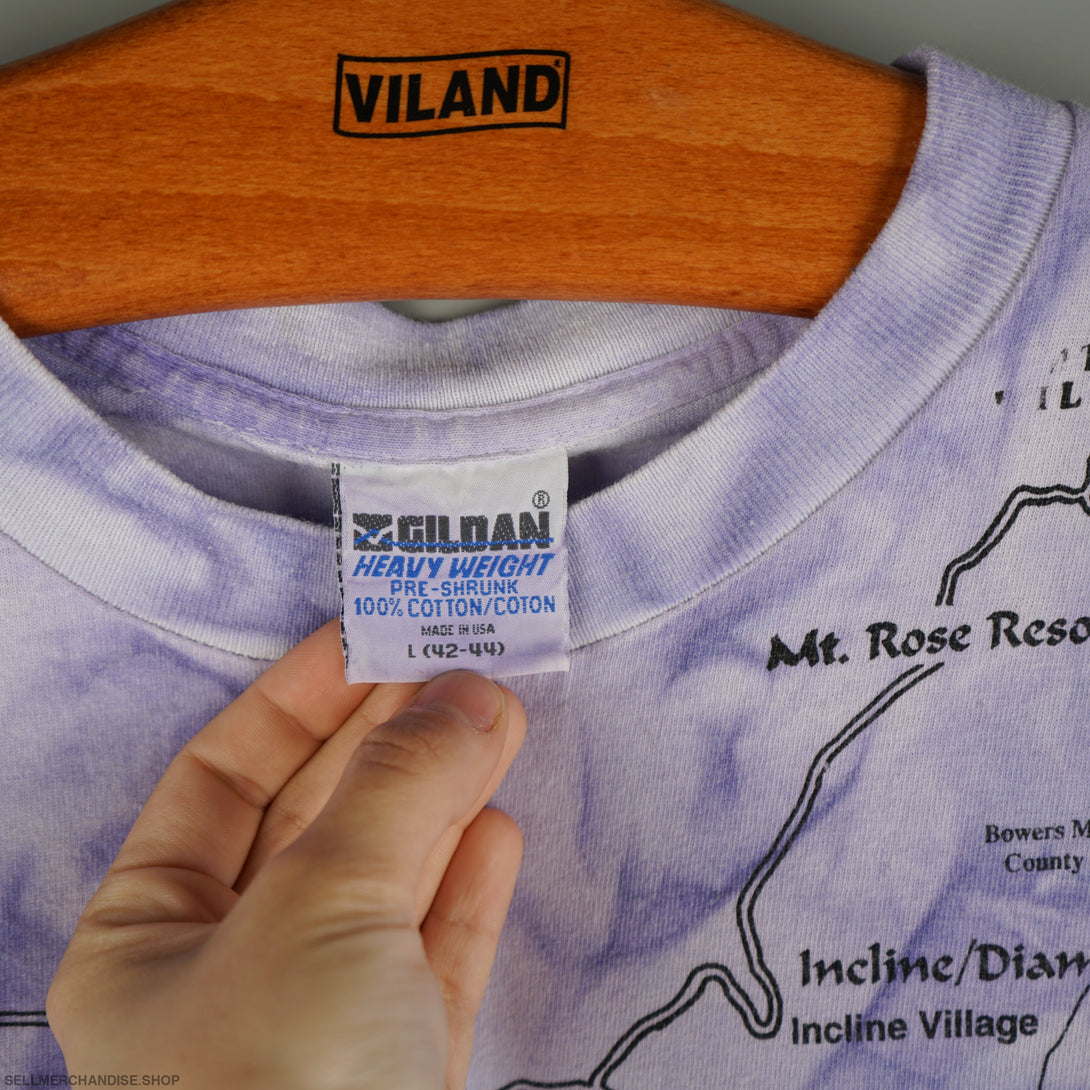 VILAND
GILDAN®
HEAVY WEIGHT
PRE-SHRUNK
100% COTTON/COTON
MADE IN USA
L (42-44)
Mt. Rose Reso
Bowers M
County
Incline/Diam
Incline Village
SELLMERCHANDISE.SHOP